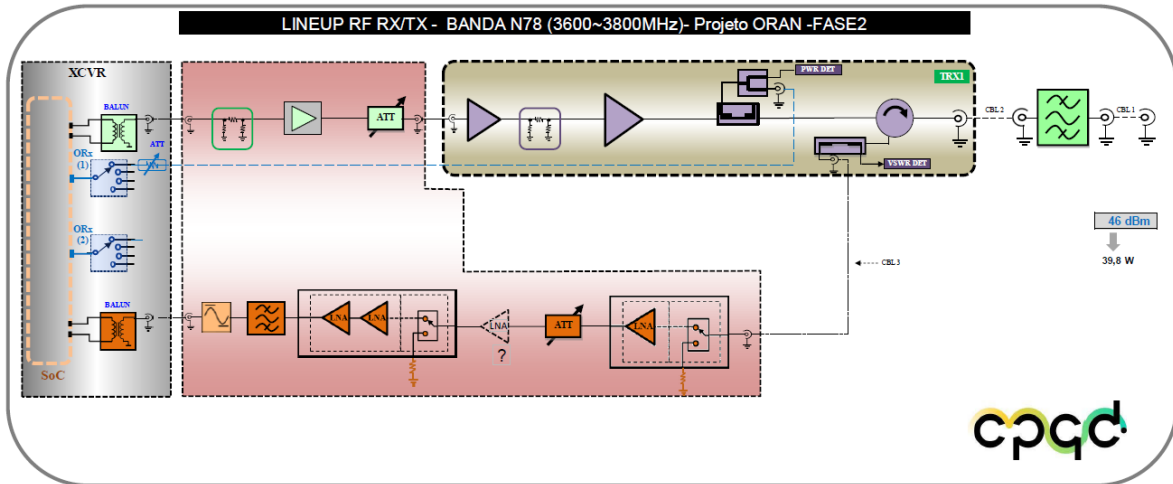 LINEUP RF RX/TX - BANDA N78 (3600~3800MHz)- Projeto ORAN -FASE2
XCVR
BALUN
ORx
(1)
ATT
ORx
(2)
BALUN
SoC
ATT
PWR DET
TRX1
VSWR DET
CBL 2
CBL 1
46 dBm
39,8 W
CBL 3
LNA
LNA
LNA
?
ATT
LNA
cpqd